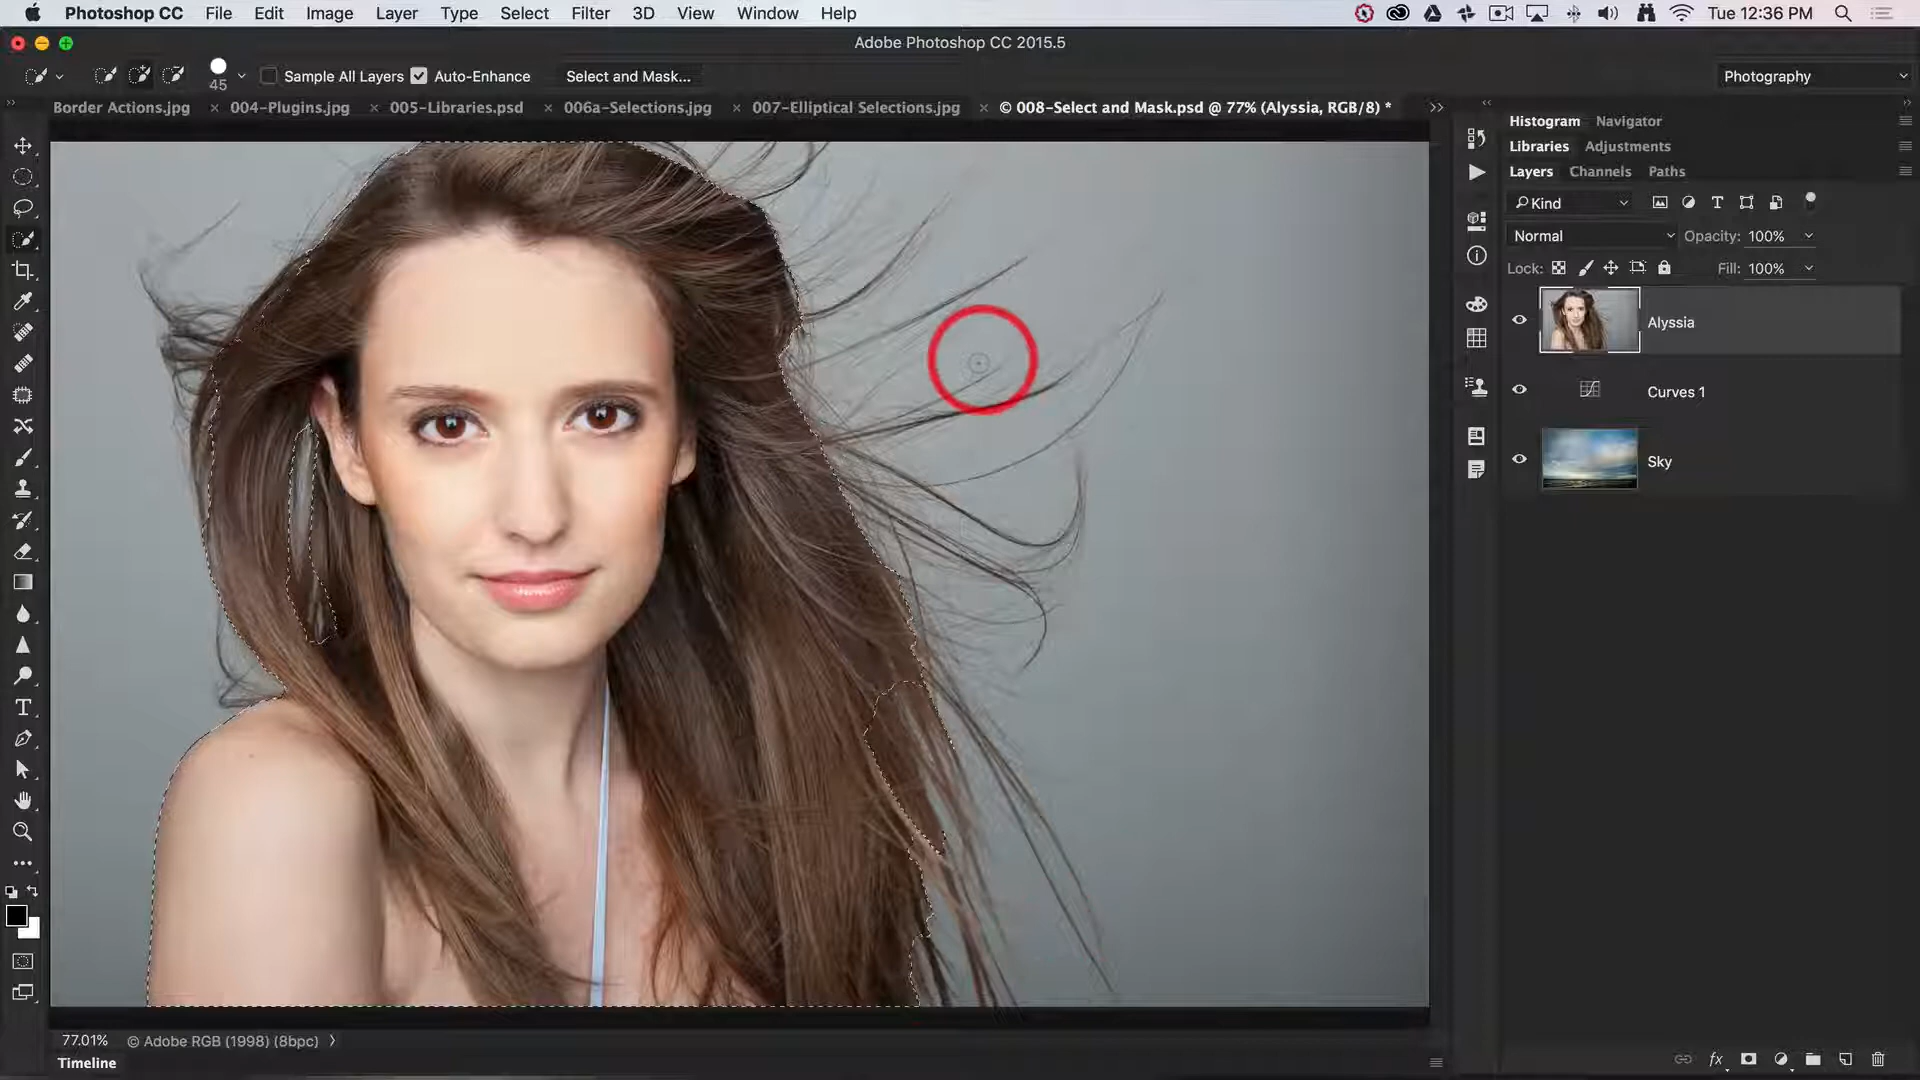 Photoshop CC File Edit Image Layer Type Select Filter 3D View Window Help Tue 12:36 PM
Adobe Photoshop CC 2015.5
45 Sample All Layers Auto-Enhance Select and Mask... Photography
Border Actions.jpg × 004-Plugins.jpg × 005-Libraries.psd × 006a-Selections.jpg × 007-Elliptical Selections.jpg × © 008-Select and Mask.psd @ 77% (Alyssia, RGB/8) *
Histogram Navigator
Libraries Adjustments
Layers Channels Paths
Kind
Normal Opacity: 100%
Lock: Fill: 100%
Alyssia
Curves 1
Sky
fx
77.01% © Adobe RGB (1998) (8bpc)
Timeline